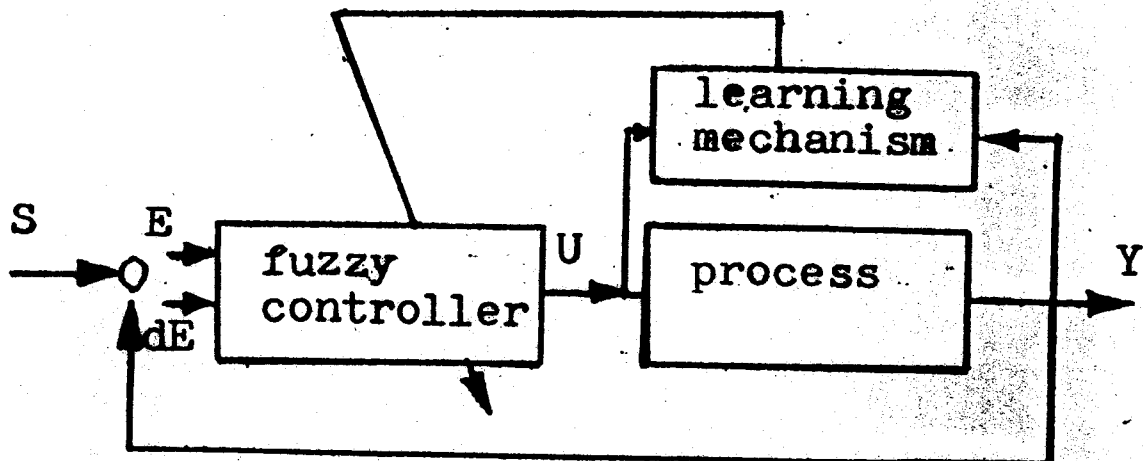 learning
mechanism
S
E
fuzzy
controller
dE
U
process
Y